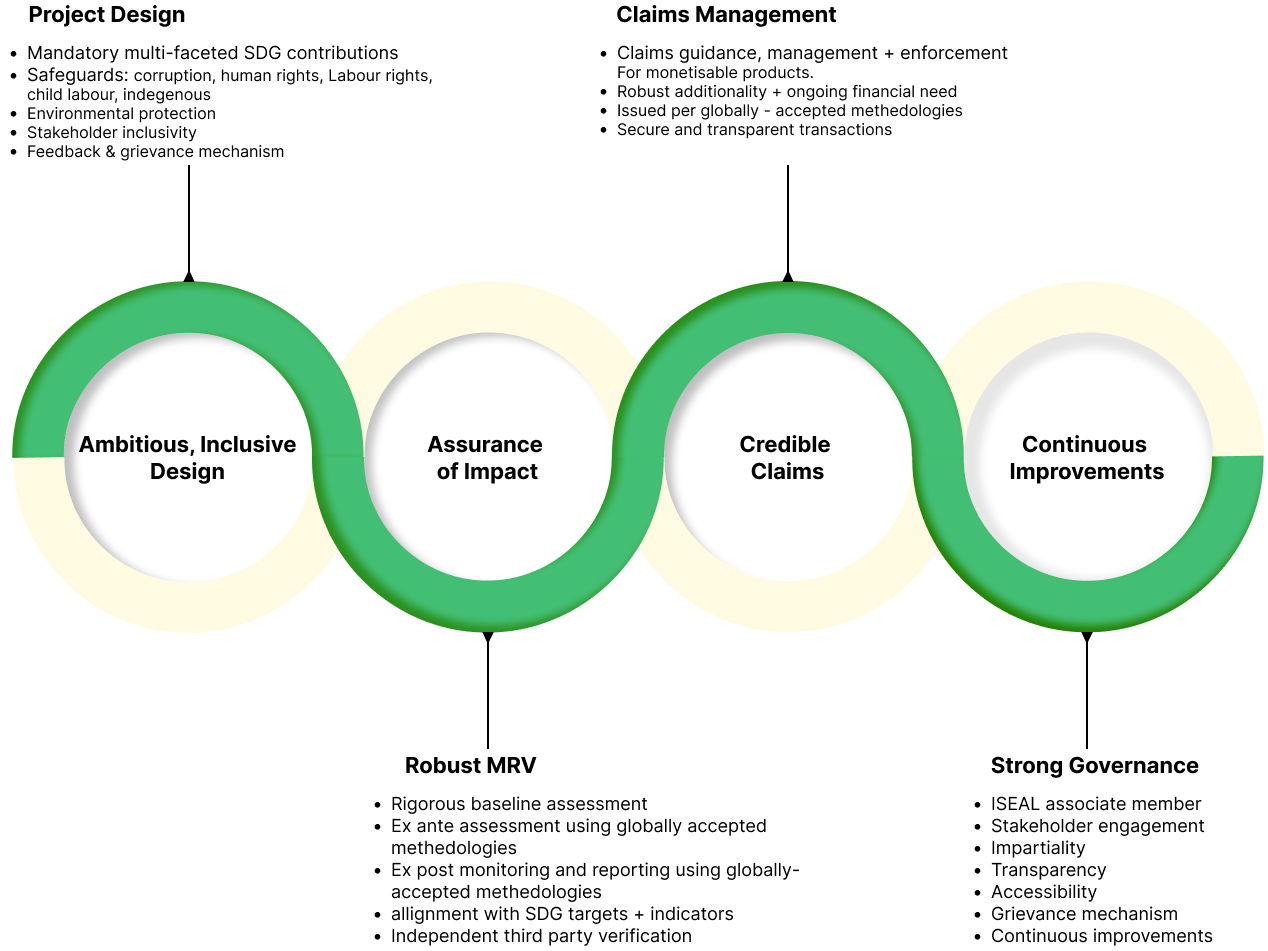 Project Design
• Mandatory multi-faceted SDG contributions
• Safeguards: corruption, human rights, Labour rights,
child labour, indegenous
• Environmental protection
• Stakeholder inclusivity
• Feedback & grievance mechanism
Claims Management
• Claims guidance, management + enforcement
For monetisable products.
• Robust additionality + ongoing financial need
• Issued per globally - accepted methedologies
• Secure and transparent transactions
Ambitious, Inclusive
Design
Assurance
of Impact
Credible
Claims
Continuous
Improvements
Robust MRV
• Rigorous baseline assessment
• Ex ante assessment using globally accepted
methedologies
• Ex post monitoring and reporting using globally-
accepted methedologies
• allignment with SDG targets + indicators
• Independent third party verification
Strong Governance
• ISEAL associate member
• Stakeholder engagement
• Impartiality
• Transparency
• Accessibility
• Grievance mechanism
• Continuous improvements